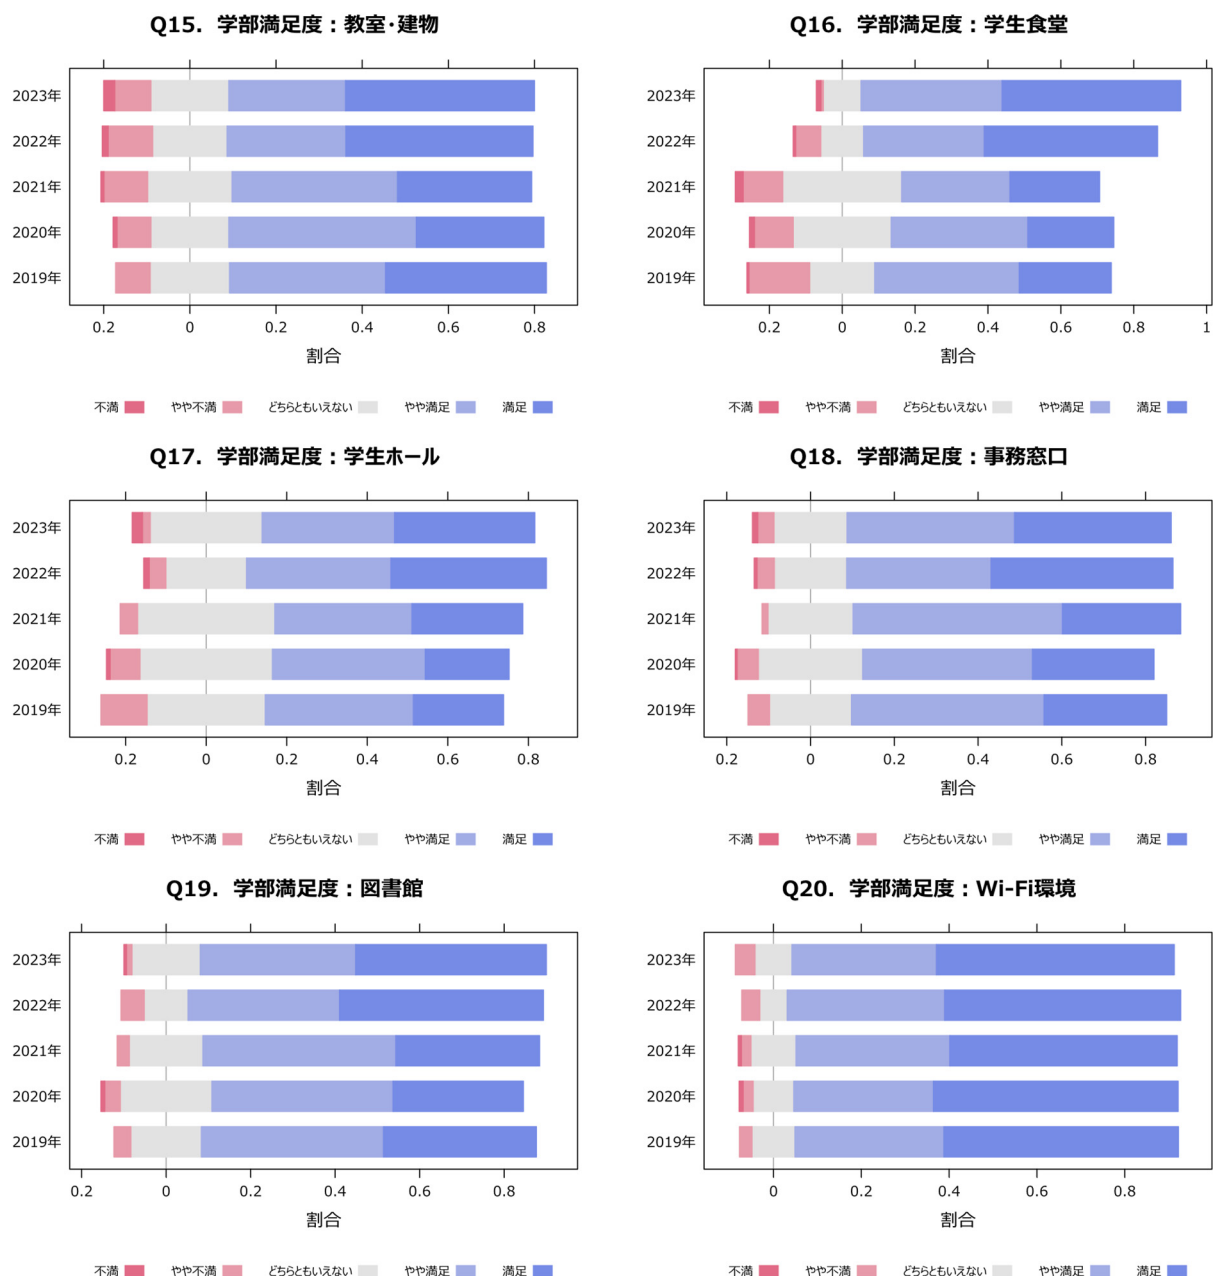 Q15. 学部満足度：教室・建物
2023年
2022年
2021年
2020年
2019年
0.2 0 0.2 0.4 0.6 0.8
割合
不満 やや不満 どちらともいえない やや満足 満足
Q16. 学部満足度：学生食堂
2023年
2022年
2021年
2020年
2019年
0.2 0 0.2 0.4 0.6 0.8 1
割合
不満 やや不満 どちらともいえない やや満足 満足
Q17. 学部満足度：学生ホール
2023年
2022年
2021年
2020年
2019年
0.2 0 0.2 0.4 0.6 0.8
割合
不満 やや不満 どちらともいえない やや満足 満足
Q18. 学部満足度：事務窓口
2023年
2022年
2021年
2020年
2019年
0.2 0 0.2 0.4 0.6 0.8
割合
不満 やや不満 どちらともいえない やや満足 満足
Q19. 学部満足度：図書館
2023年
2022年
2021年
2020年
2019年
0.2 0 0.2 0.4 0.6 0.8
割合
不満 やや不満 どちらともいえない やや満足 満足
Q20. 学部満足度：Wi-Fi環境
2023年
2022年
2021年
2020年
2019年
0 0.2 0.4 0.6 0.8
割合
不満 やや不満 どちらともいえない やや満足 満足